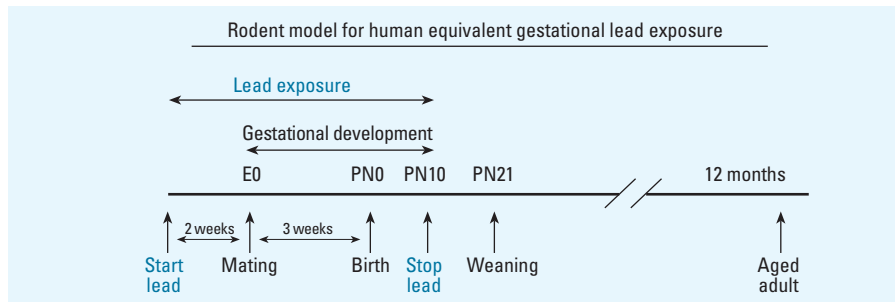 Rodent model for human equivalent gestational lead exposure
Lead exposure
Gestational development
E0 PN0 PN10 PN21 12 months
2 weeks 3 weeks
Start lead Mating Birth Stop lead Weaning Aged adult